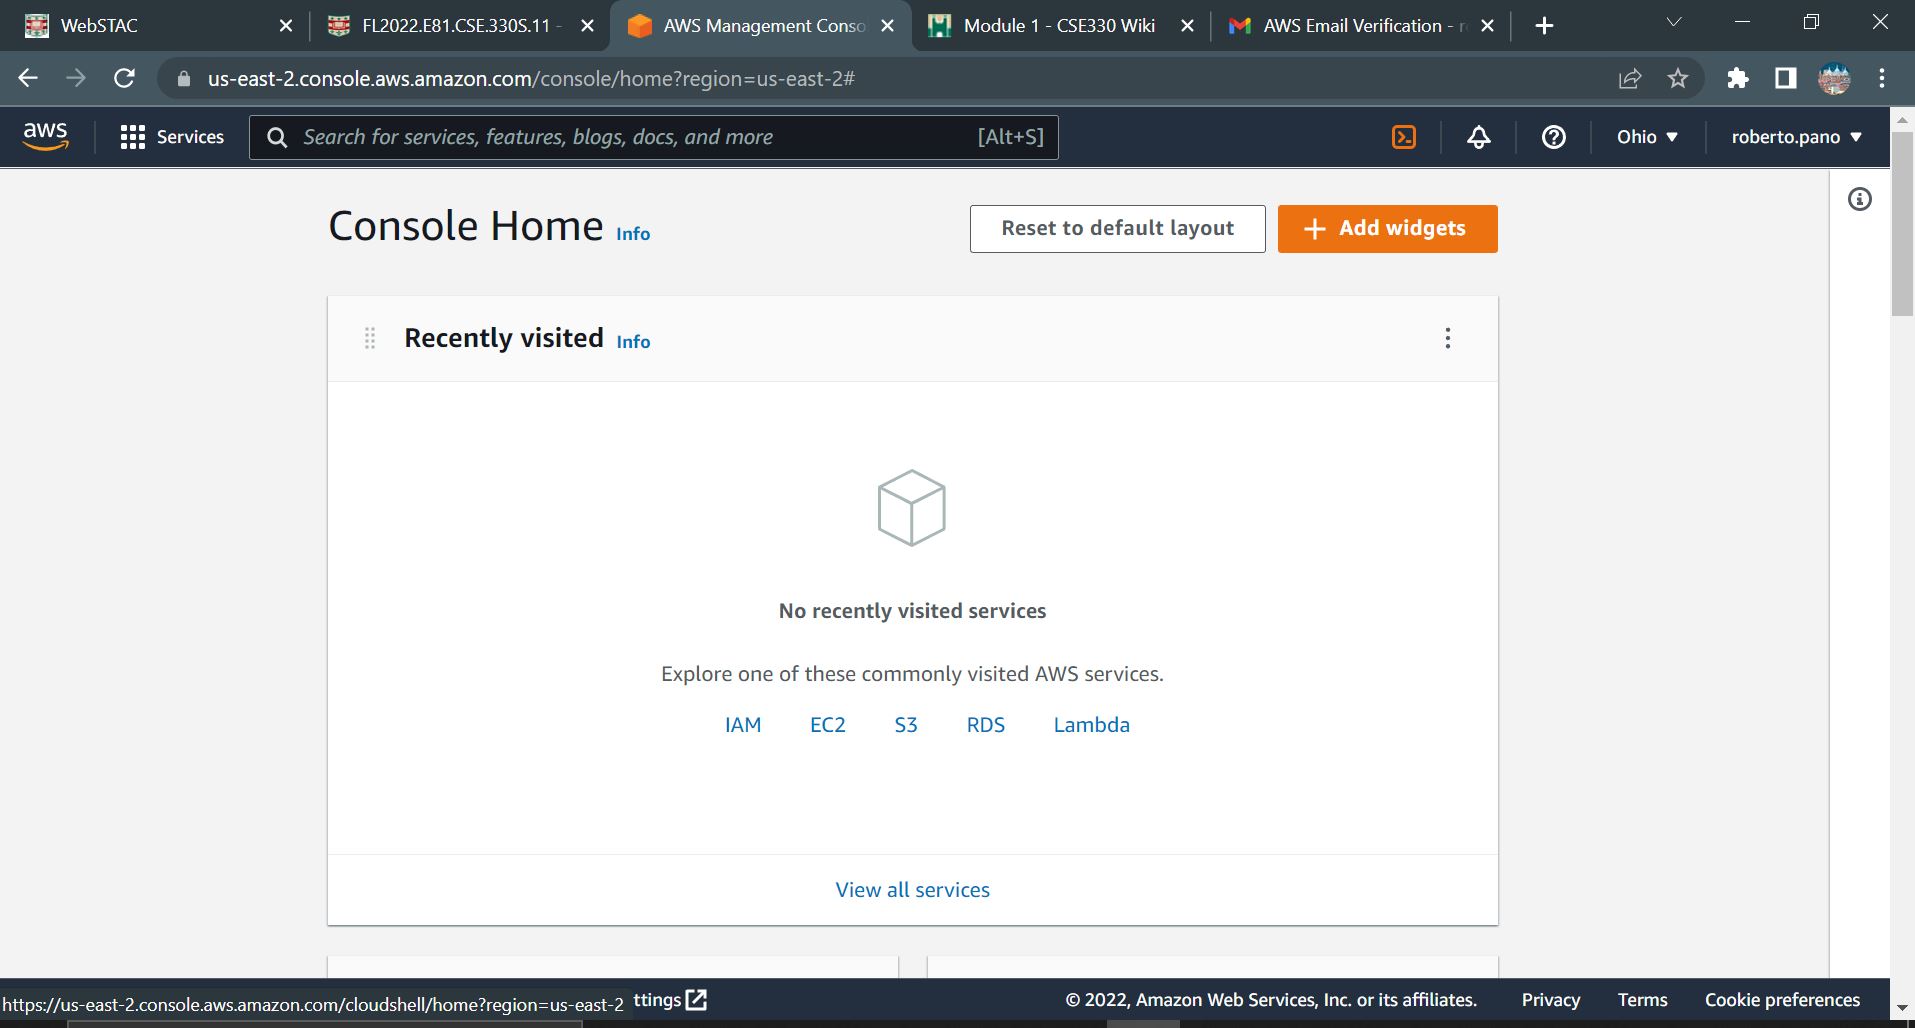 WebSTAC
FL2022.E81.CSE.330S.11 -
AWS Management Conso
Module 1 - CSE330 Wiki
AWS Email Verification - r
us-east-2.console.aws.amazon.com/console/home?region=us-east-2#
aws
Services
Search for services, features, blogs, docs, and more
[Alt+S]
Ohio
roberto.pano
Console Home Info
Reset to default layout
Add widgets
Recently visited Info
No recently visited services
Explore one of these commonly visited AWS services.
IAM EC2 S3 RDS Lambda
View all services
https://us-east-2.console.aws.amazon.com/cloudshell/home?region=us-east-2
ttings
© 2022, Amazon Web Services, Inc. or its affiliates.
Privacy
Terms
Cookie preferences